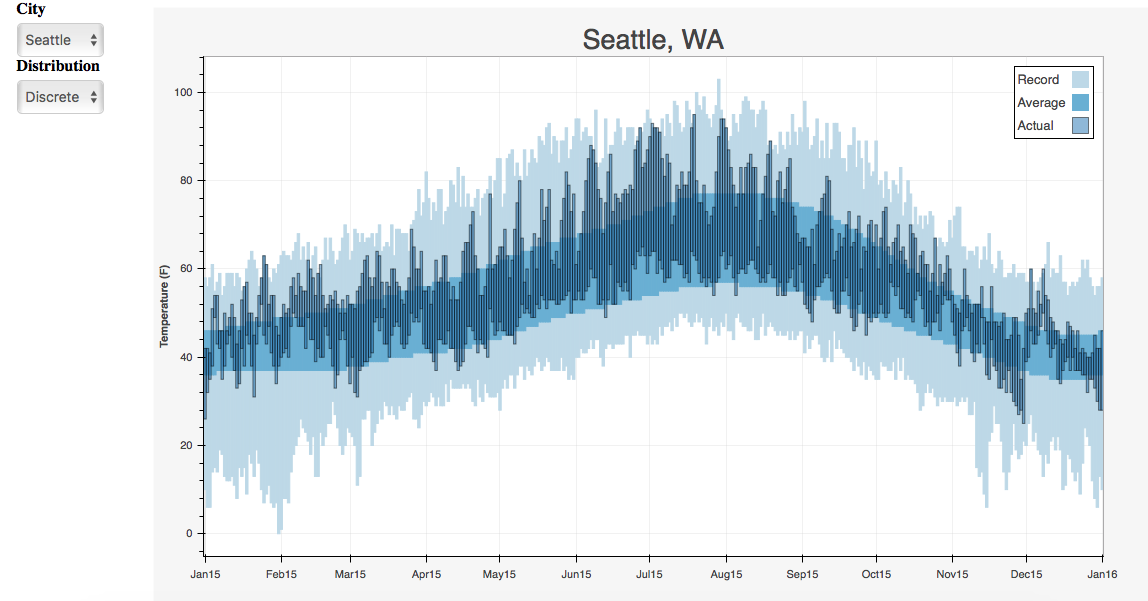 City
Seattle
Distribution
Discrete
Seattle, WA
Record
Average
Actual
Temperature (F)
100
80
60
40
20
0
Jan15 Feb15 Mar15 Apr15 May15 Jun15 Jul15 Aug15 Sep15 Oct15 Nov15 Dec15 Jan16